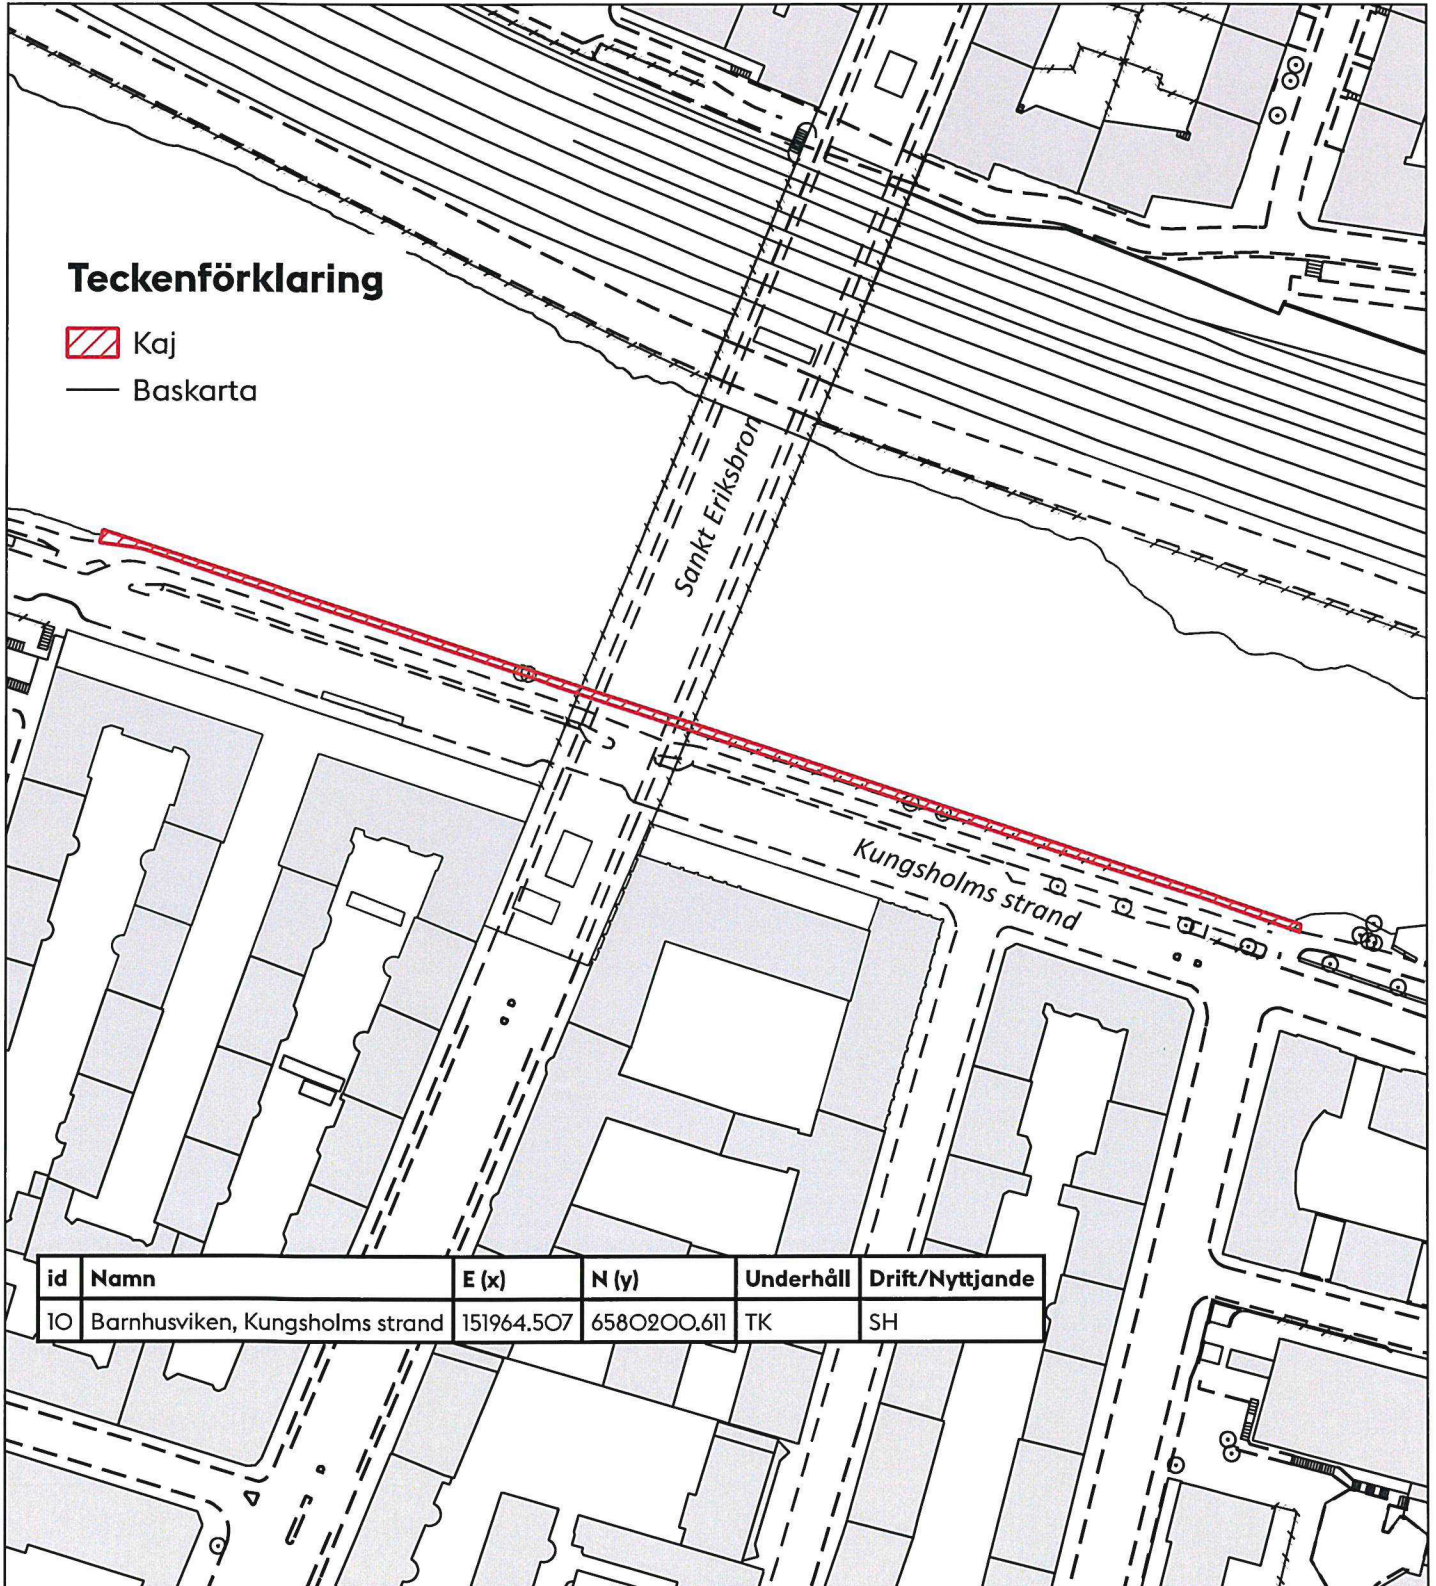 Teckenförklaring
Kaj
Baskarta
Sankt Eriksbron
Kungsholms strand
id Namn E (x) N (y) Underhåll Drift/Nyttjande
10 Barnhusviken, Kungsholms strand 151964.507 6580200.611 TK SH